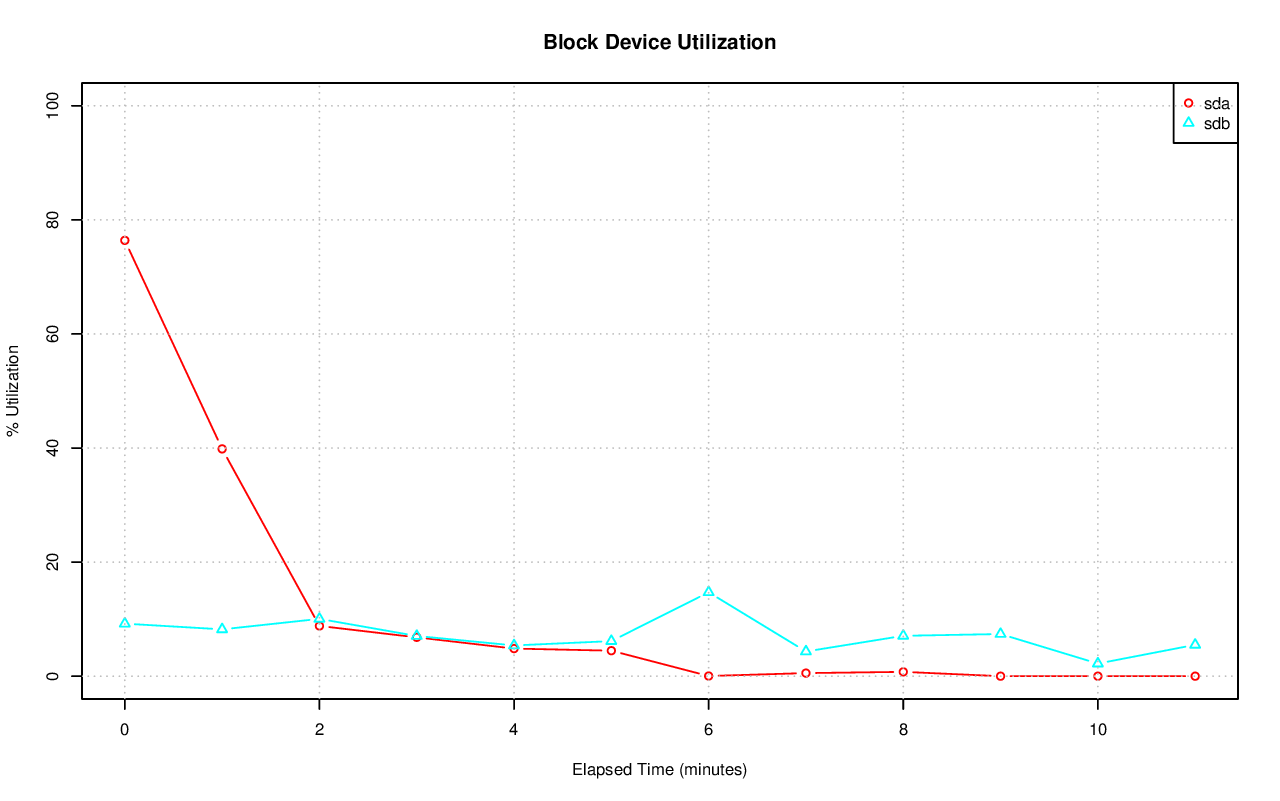 Block Device Utilization
sda
sdb
100
80
60
40
20
0
% Utilization
0 2 4 6 8 10
Elapsed Time (minutes)